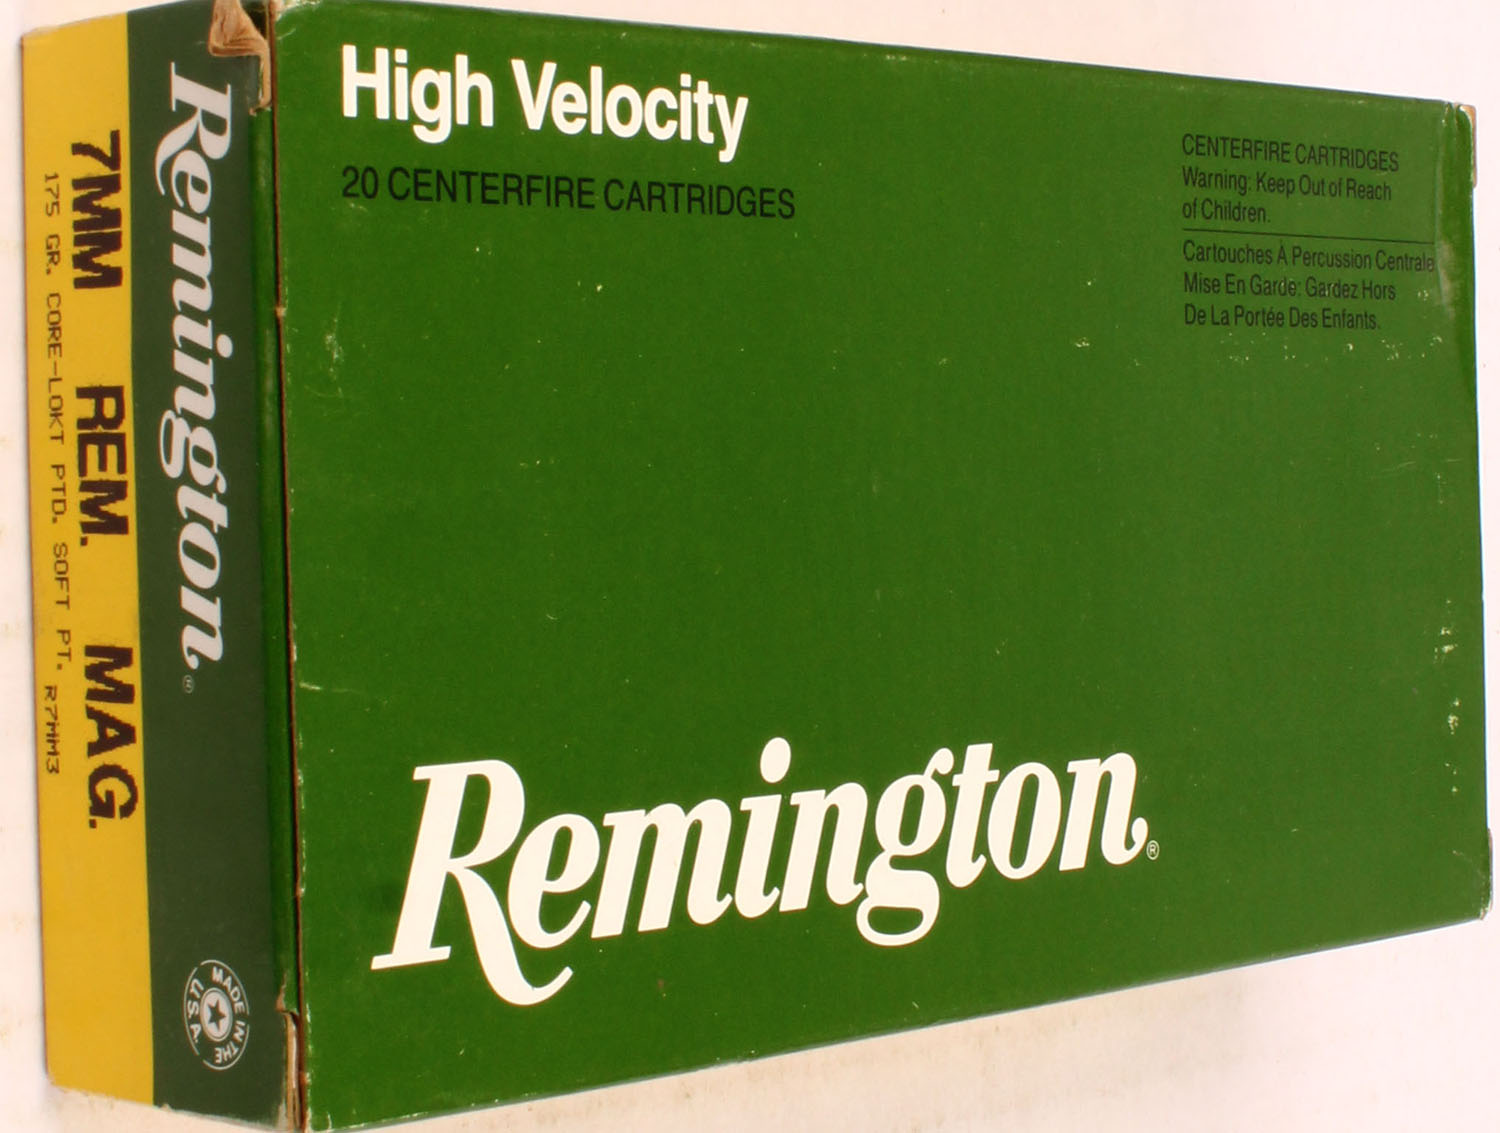 High Velocity
20 CENTERFIRE CARTRIDGES
CENTERFIRE CARTRIDGES
Warning: Keep Out of Reach
of Children.
Cartouches À Percussion Centrale
Mise En Garde: Gardez Hors
De La Portée Des Enfants.
Remington®
Remington®
MADE IN THE
U.S.A.
7MM REM. MAG.
175 GR. CORE-LOKT PTD. SOFT PT. R7MM3